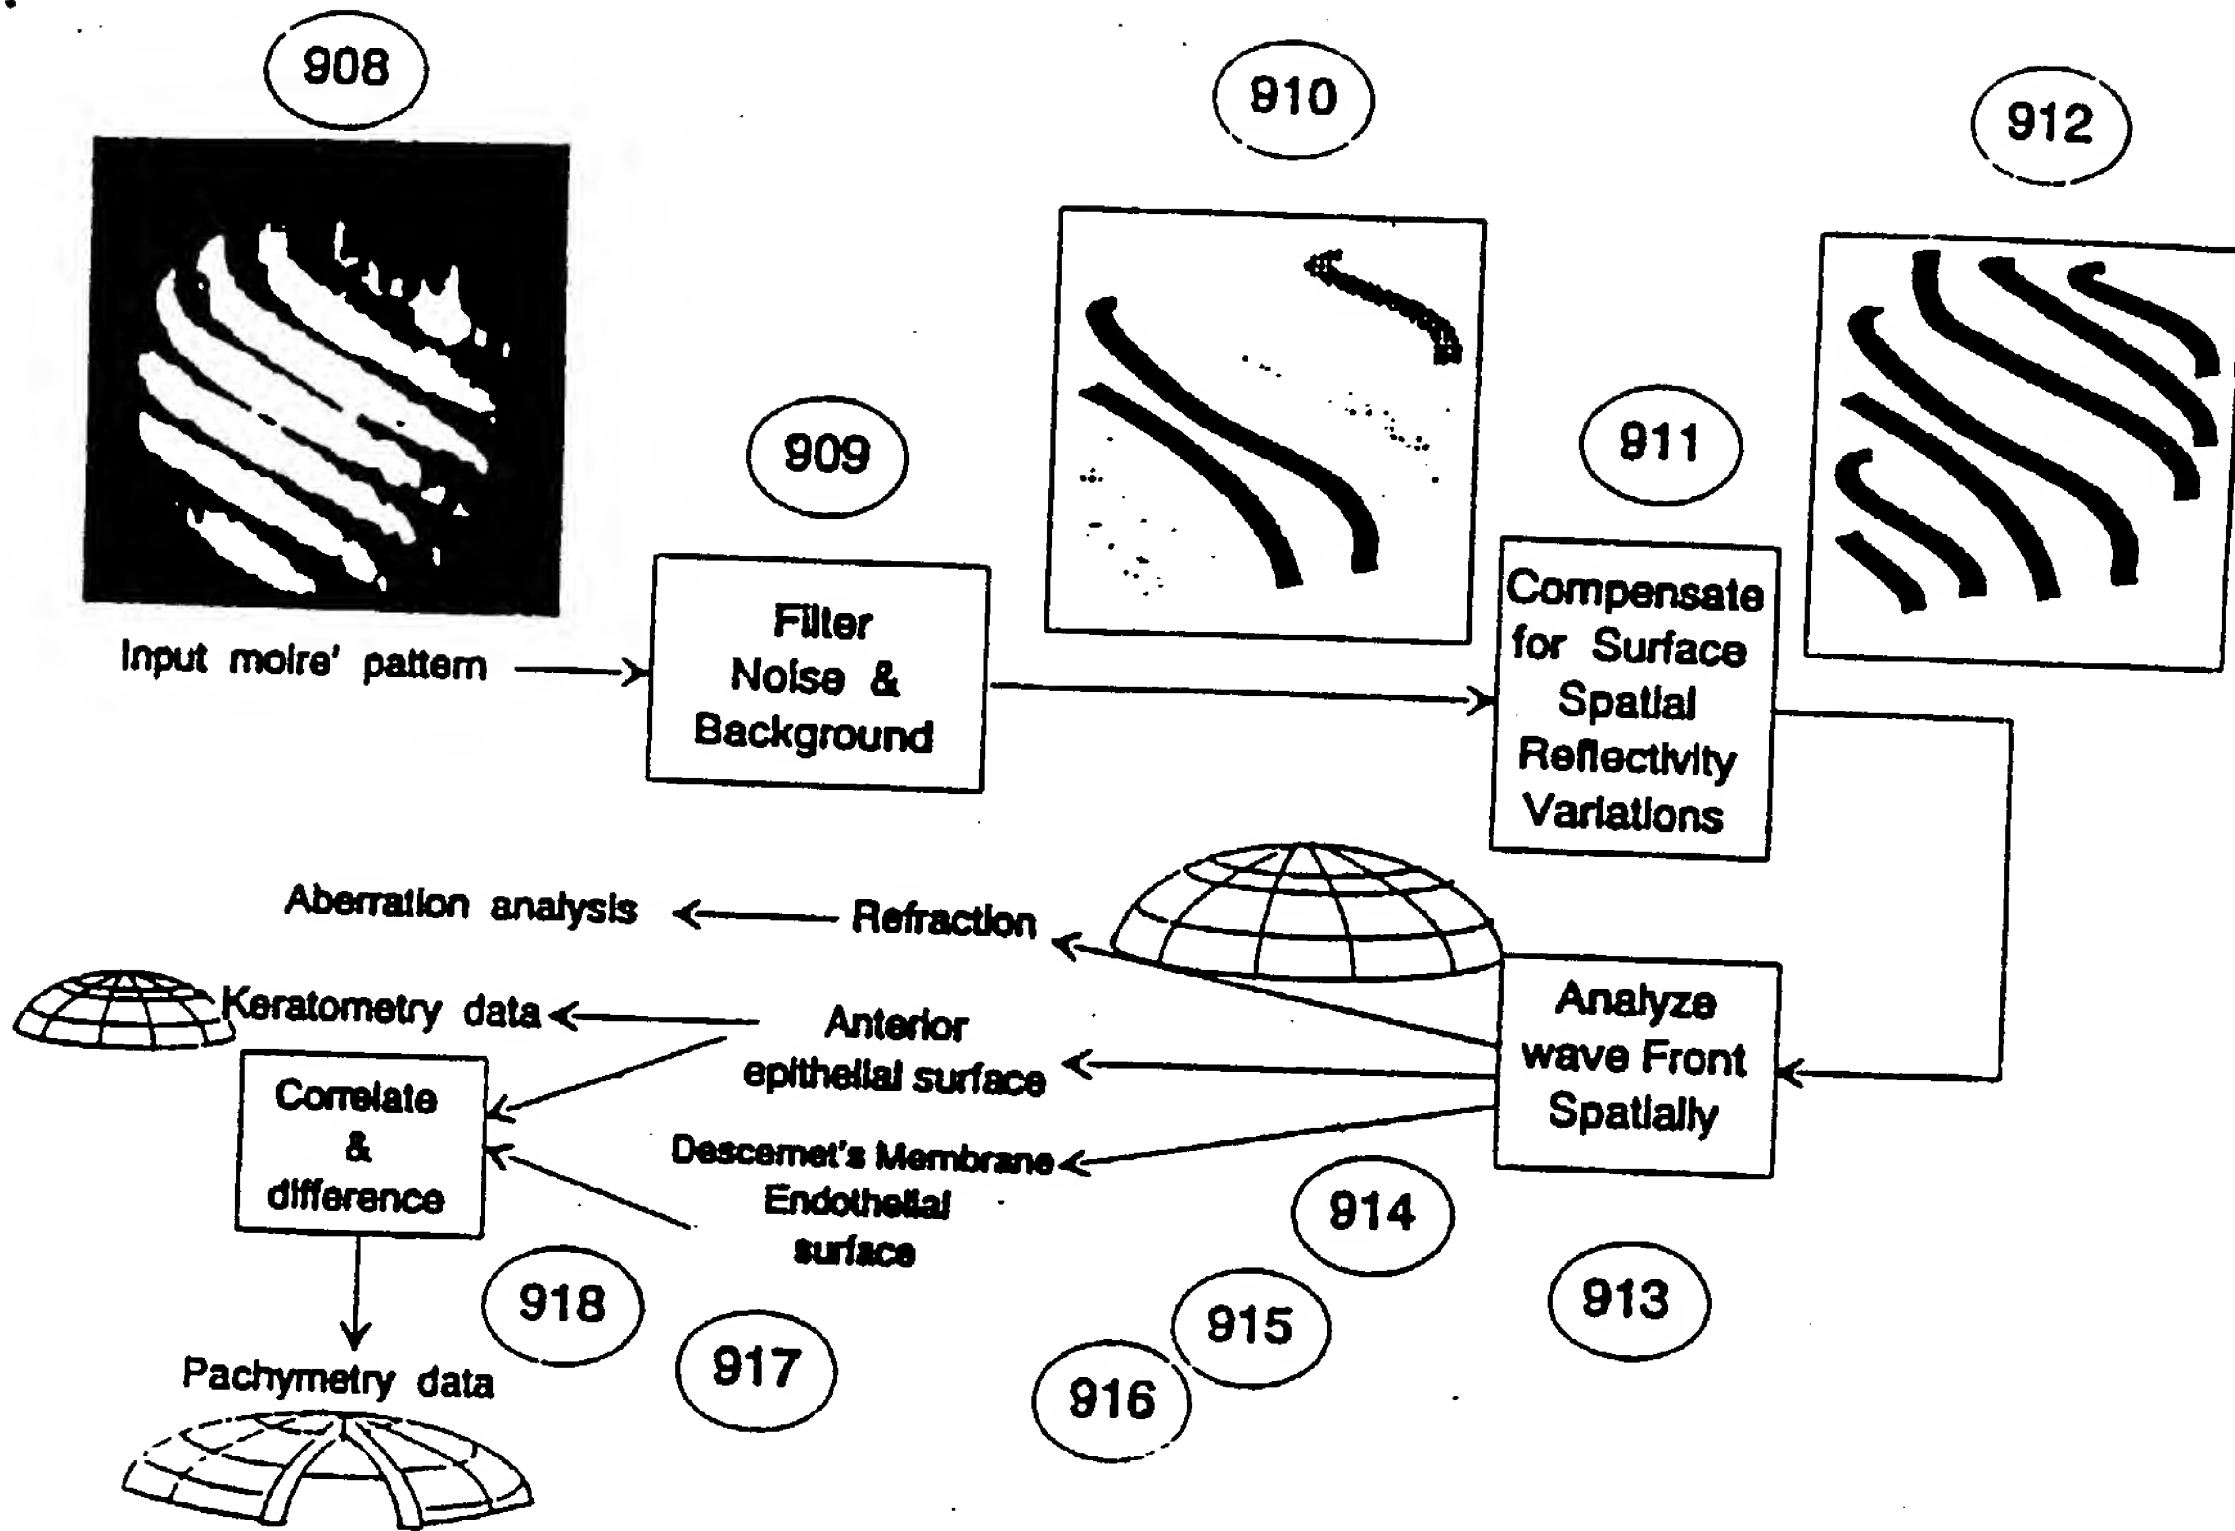 908
910
912
909
911
Input moire' pattern
Filter
Noise &
Background
Compensate
for Surface
Spatial
Reflectivity
Variations
Aberration analysis
Refraction
Keratometry data
Anterior
epithelial surface
Analyze
wave Front
Spatially
Correlate
&
difference
Descemet's Membrane
Endothelial
surface
914
913
918
915
917
916
Pachymetry data